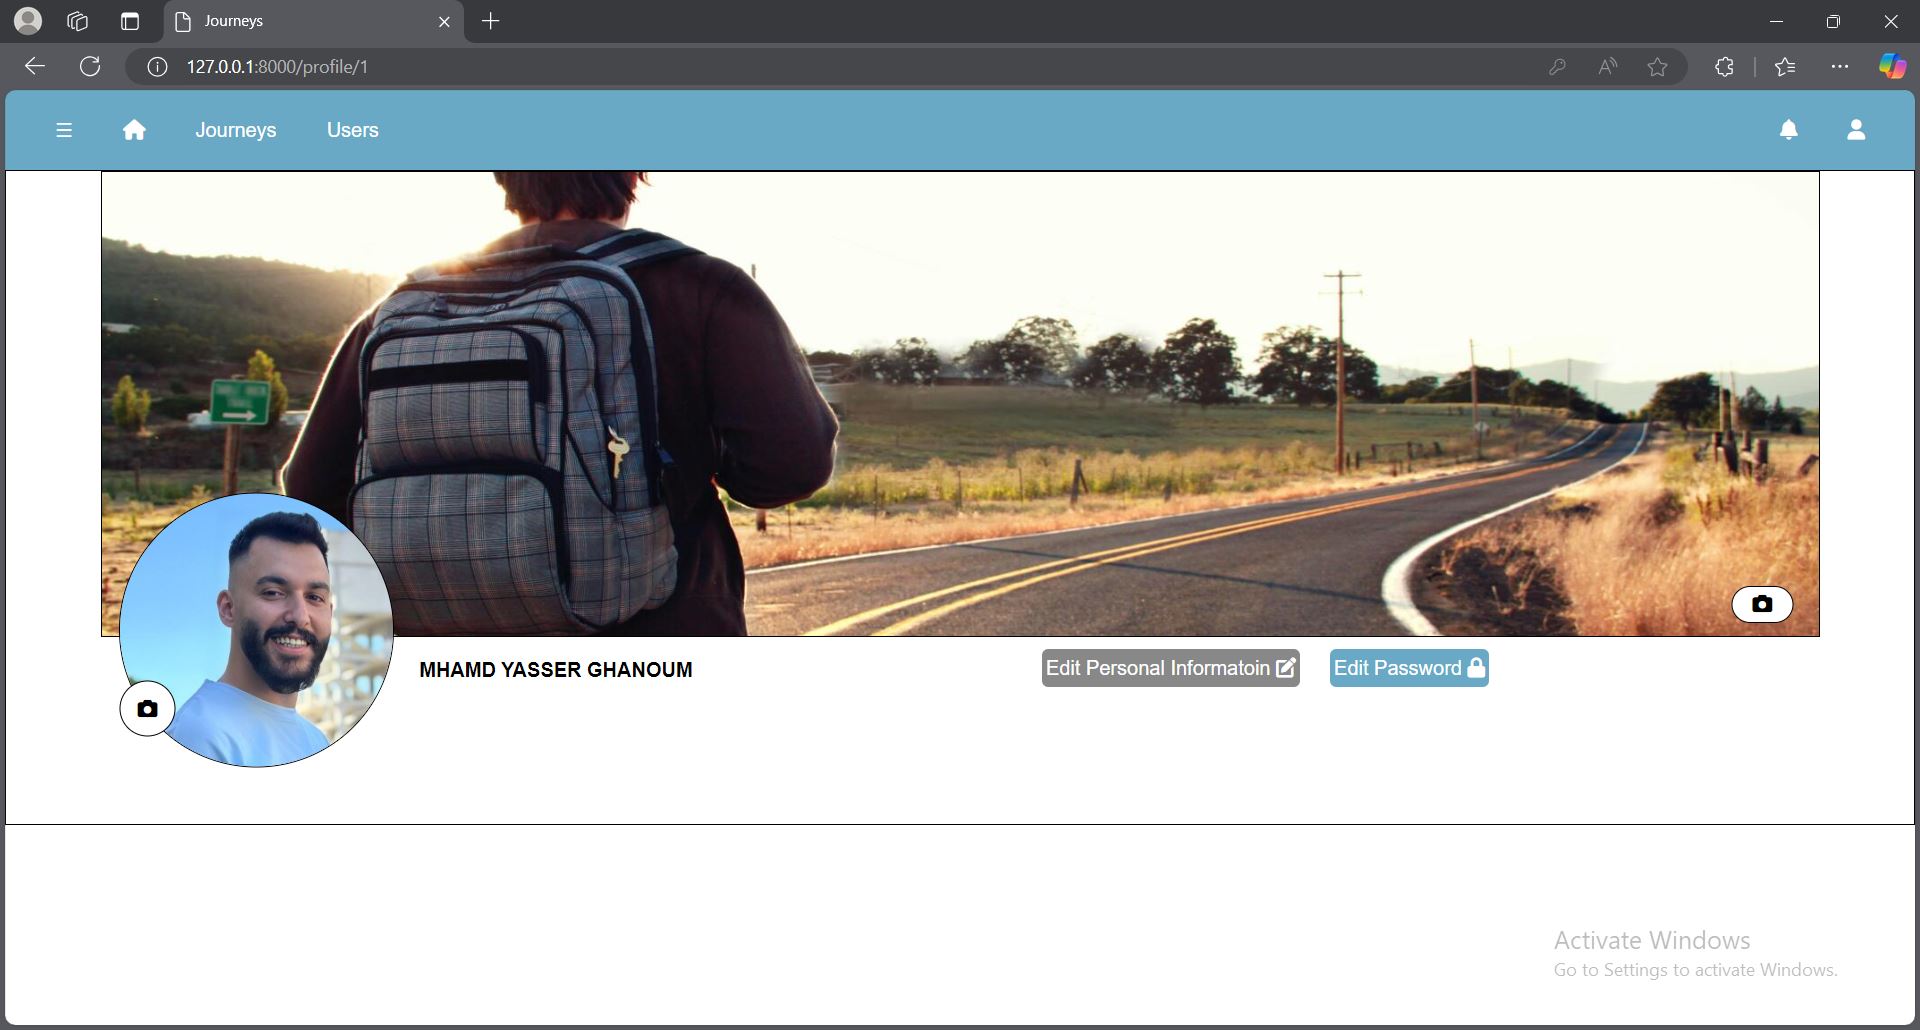 Journeys
127.0.0.1:8000/profile/1
Journeys Users
MHAMD YASSER GHANOUM
Edit Personal Informatoin
Edit Password
Activate Windows
Go to Settings to activate Windows.